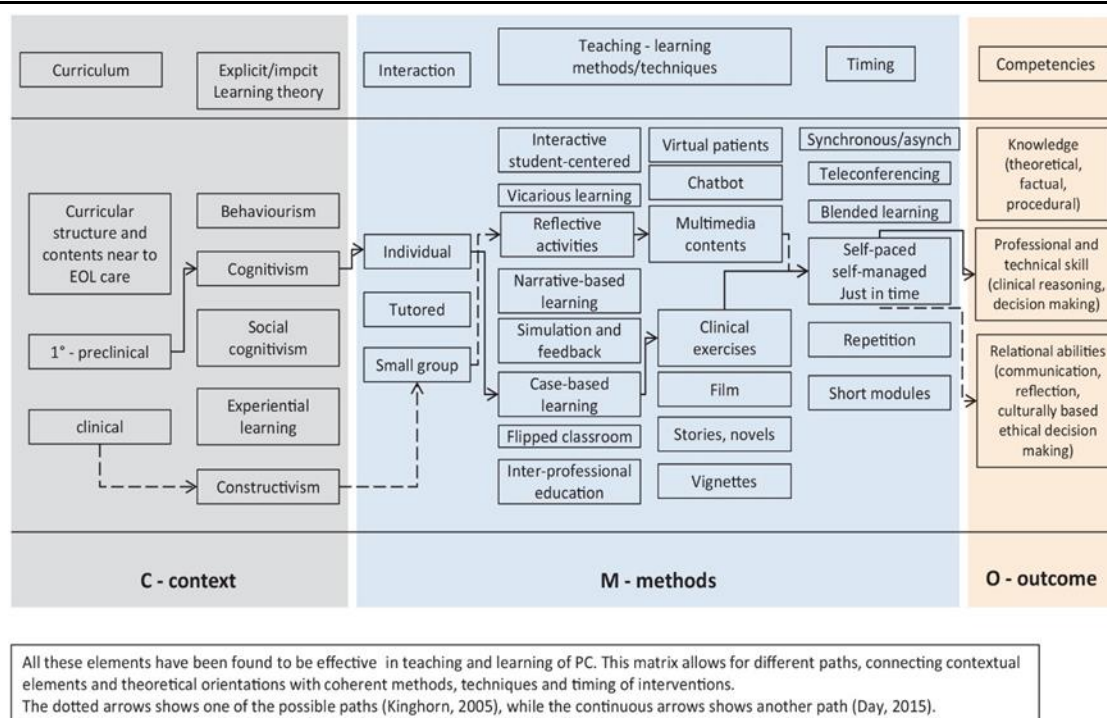 Curriculum
Explicit/impcit
Learning theory
Interaction
Teaching - learning
methods/techniques
Timing
Competencies
Curricular
structure and
contents near to
EOL care
1° - preclinical
clinical
Behaviourism
Cognitivism
Social
cognitivism
Experiential
learning
Constructivism
Individual
Tutored
Small group
Interactive
student-centered
Vicarious learning
Reflective
activities
Narrative-based
learning
Simulation and
feedback
Case-based
learning
Flipped classroom
Inter-professional
education
Virtual patients
Chatbot
Multimedia
contents
Clinical
exercises
Film
Stories, novels
Vignettes
Synchronous/asynch
Teleconferencing
Blended learning
Self-paced
self-managed
Just in time
Repetition
Short modules
Knowledge
(theoretical,
factual,
procedural)
Professional and
technical skill
(clinical reasoning,
decision making)
Relational abilities
(communication,
reflection,
culturally based
ethical decision
making)
C - context
M - methods
O - outcome
All these elements have been found to be effective in teaching and learning of PC. This matrix allows for different paths, connecting contextual
elements and theoretical orientations with coherent methods, techniques and timing of interventions.
The dotted arrows shows one of the possible paths (Kinghorn, 2005), while the continuous arrows shows another path (Day, 2015).